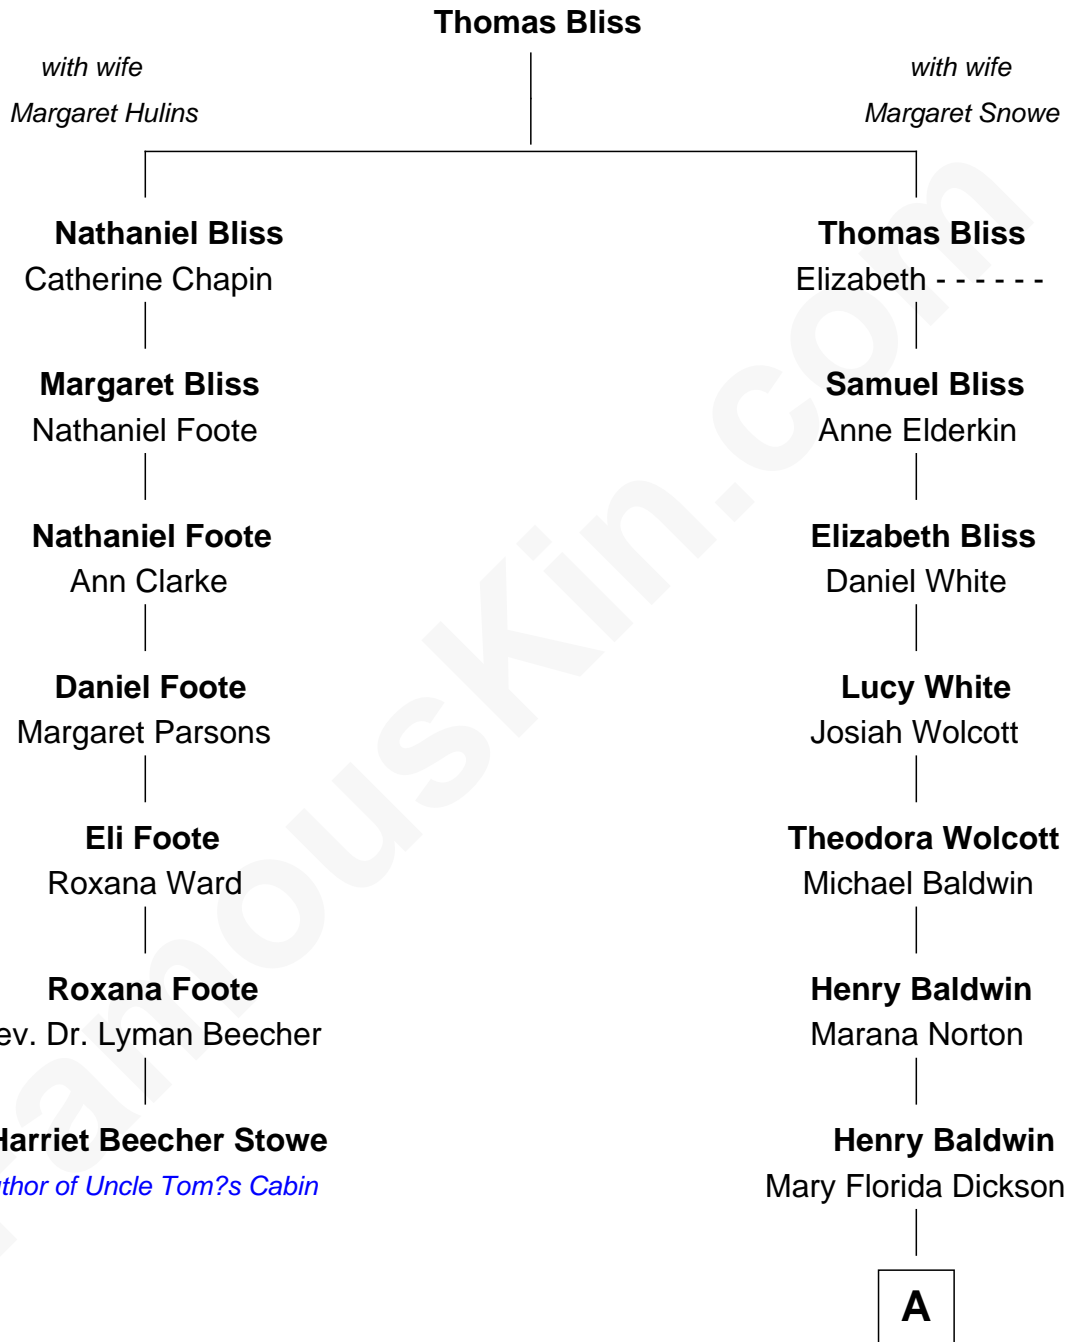 Thomas Bliss
with wife
Margaret Hulins
with wife
Margaret Snowe
Nathaniel Bliss
Catherine Chapin
Thomas Bliss
Elizabeth - - - - - -
Margaret Bliss
Nathaniel Foote
Samuel Bliss
Anne Elderkin
Nathaniel Foote
Ann Clarke
Elizabeth Bliss
Daniel White
Daniel Foote
Margaret Parsons
Lucy White
Josiah Wolcott
Eli Foote
Roxana Ward
Theodora Wolcott
Michael Baldwin
Roxana Foote
ev. Dr. Lyman Beecher
Henry Baldwin
Marana Norton
Harriet Beecher Stowe
thor of Uncle Tom?s Cabin
Henry Baldwin
Mary Florida Dickson
A
FamousKin.com